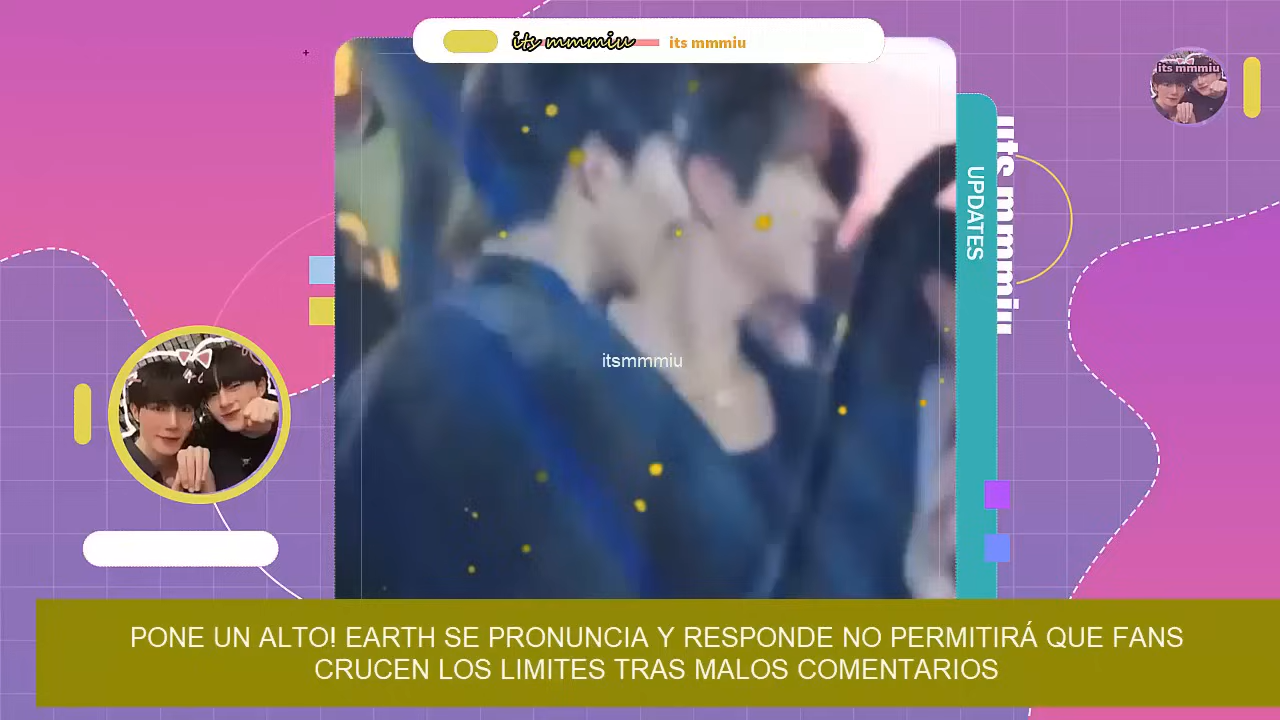 its mmmiu
its mmmiu
its mmmiu
UPDATES
its mmmiu
itsmmmiu
PONE UN ALTO! EARTH SE PRONUNCIA Y RESPONDE NO PERMITIRÁ QUE FANS
CRUCEN LOS LIMITES TRAS MALOS COMENTARIOS